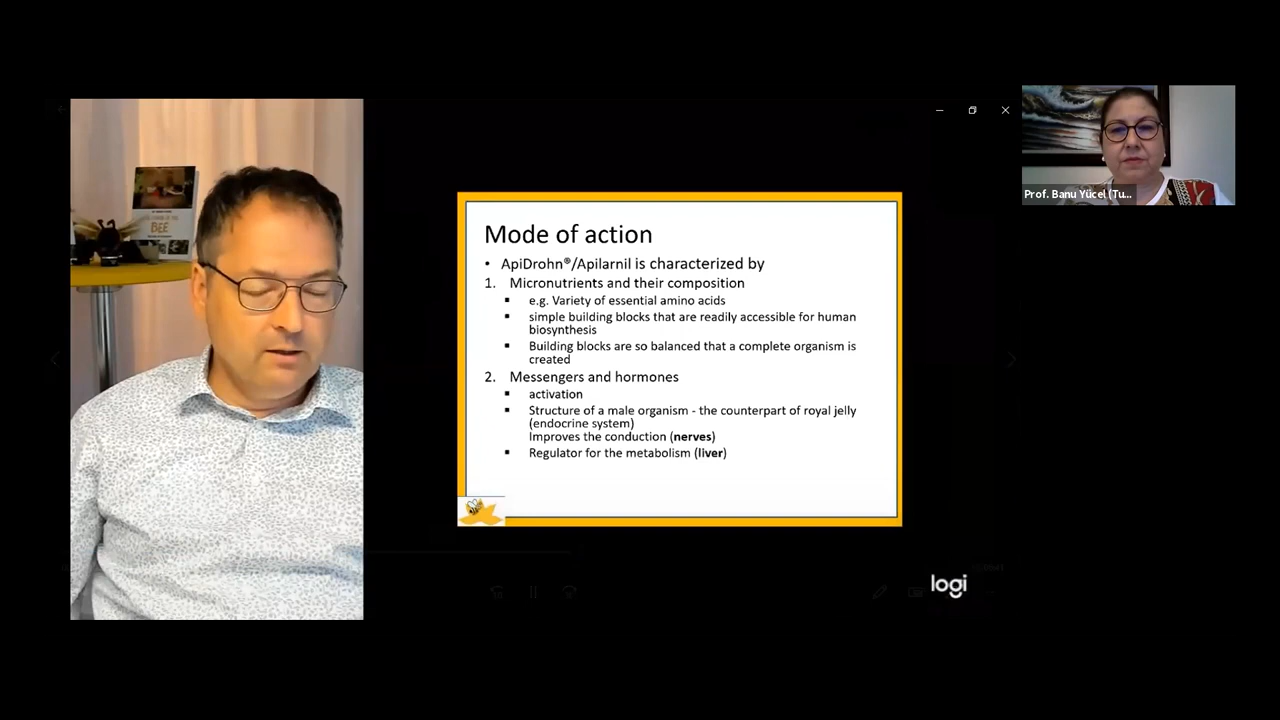 BEE
Mode of action
• ApiDrohn®/Apilarnil is characterized by
1. Micronutrients and their composition
▪ e.g. Variety of essential amino acids
▪ simple building blocks that are readily accessible for human
biosynthesis
▪ Building blocks are so balanced that a complete organism is
created
2. Messengers and hormones
▪ activation
▪ Structure of a male organism - the counterpart of royal jelly
(endocrine system)
Improves the conduction (nerves)
▪ Regulator for the metabolism (liver)
logi
Prof. Banu Yücel (Tu...